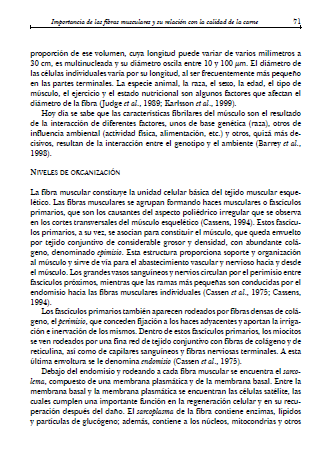 Importancia de las fibras musculares y su relación con la calidad de la carne 71
proporción de ese volumen, cuya longitud puede variar de varios milímetros a
30 cm, es multinucleada y su diámetro oscila entre 10 y 100 µm. El diámetro de
las células individuales varía por su longitud, al ser frecuentemente más pequeño
en las partes terminales. La especie animal, la raza, el sexo, la edad, el tipo de
músculo, el ejercicio y el estado nutricional son algunos factores que afectan el
diámetro de la fibra (Judge et al., 1989; Karlsson et al., 1999).
Hoy día se sabe que las características fibrilares del músculo son el resultado
de la interacción de diferentes factores, unos de base genética (raza), otros de
influencia ambiental (actividad física, alimentación, etc.) y otros, quizá más de-
cisivos, resultan de la interacción entre el genotipo y el ambiente (Barrey et al.,
1998).
NIVELES DE ORGANIZACIÓN
La fibra muscular constituye la unidad celular básica del tejido muscular esque-
lético. Las fibras musculares se agrupan formando haces musculares o fascículos
primarios, que son los causantes del aspecto poliédrico irregular que se observa
en los cortes transversales del músculo esquelético (Cassens, 1994). Estos fascícu-
los primarios, a su vez, se asocian para constituir el músculo, que queda envuelto
por tejido conjuntivo de considerable grosor y densidad, con abundante colá-
geno, denominado epimisio. Esta estructura proporciona soporte y organización
al músculo y sirve de vía para el abastecimiento vascular y nervioso hacia y desde
el músculo. Los grandes vasos sanguíneos y nervios circulan por el perimisio entre
fascículos próximos, mientras que las ramas más pequeñas son conducidas por el
endomisio hacia las fibras musculares individuales (Cassen et al., 1975; Cassens,
1994).
Los fascículos primarios también aparecen rodeados por fibras densas de colá-
geno, el perimisio, que conceden fijación a los haces adyacentes y aportan la irriga-
ción e inervación de los mismos. Dentro de estos fascículos primarios, los miocitos
se ven rodeados por una fina red de tejido conjuntivo con fibras de colágeno y de
reticulina, así como de capilares sanguíneos y fibras nerviosas terminales. A esta
última envoltura se le denomina endomisio (Cassen et al., 1975).
Debajo del endomisio y rodeando a cada fibra muscular se encuentra el sarco-
lema, compuesto de una membrana plasmática y de la membrana basal. Entre la
membrana basal y la membrana plasmática se encuentran las células satélite, las
cuales cumplen una importante función en la regeneración celular y en su recu-
peración después del daño. El sarcoplasma de la fibra contiene enzimas, lípidos
y partículas de glucógeno; además, contiene a los núcleos, mitocondrias y otros